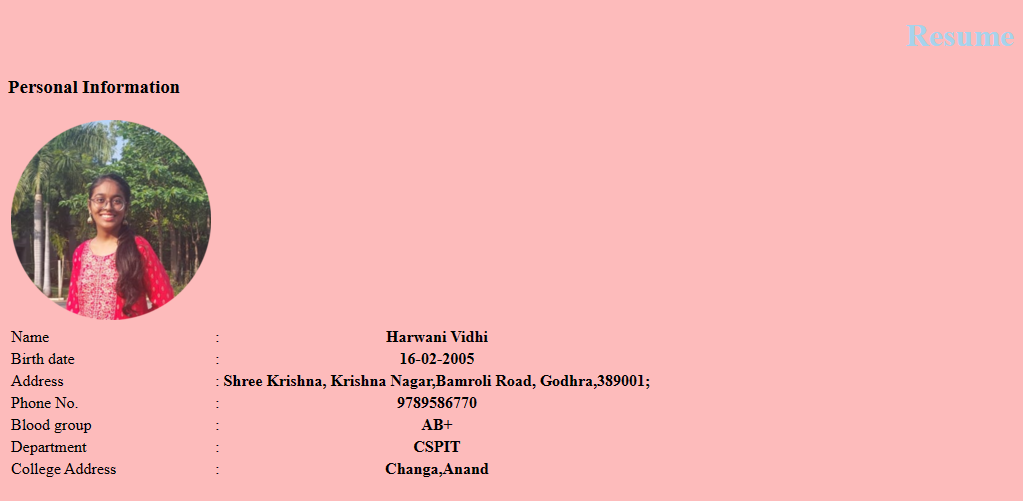 Resume
Personal Information
Name : Harwani Vidhi
Birth date : 16-02-2005
Address : Shree Krishna, Krishna Nagar,Bamroli Road, Godhra,389001;
Phone No. : 9789586770
Blood group : AB+
Department : CSPIT
College Address : Changa,Anand